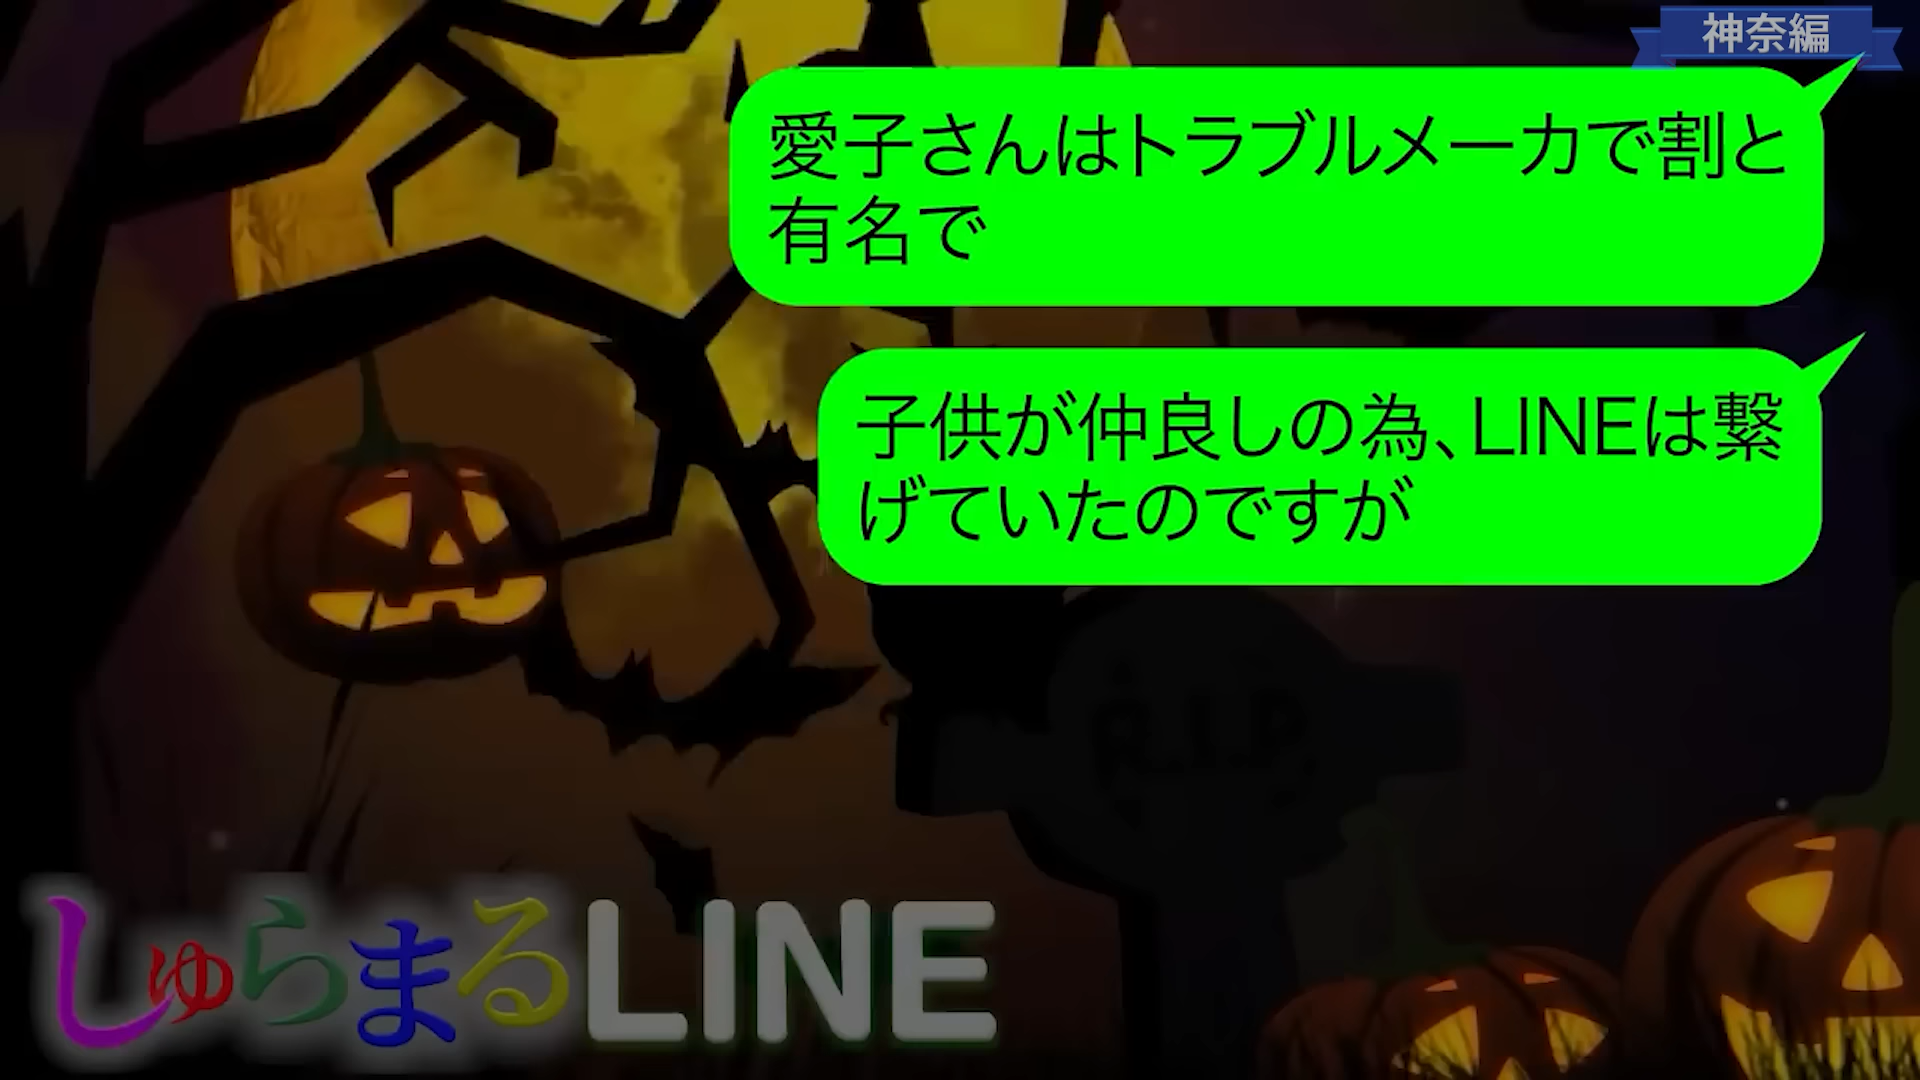 神奈編
愛子さんはトラブルメーカで割と
有名で
子供が仲良しの為、LINEは繋
げていたのですが
R.I.P.
しゅらまるLINE